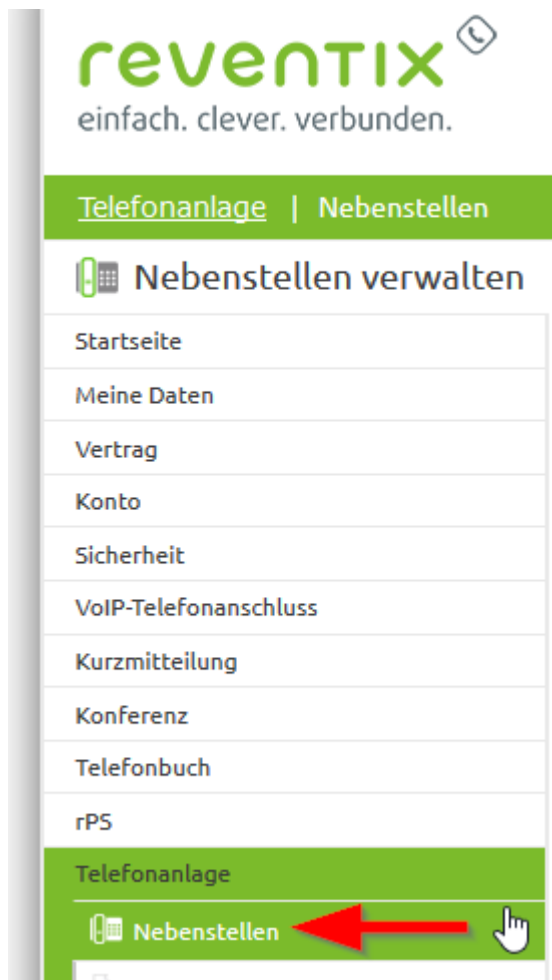 reventix
einfach. clever. verbunden.
Telefonanlage | Nebenstellen
Nebenstellen verwalten
Startseite
Meine Daten
Vertrag
Konto
Sicherheit
VoIP-Telefonanschluss
Kurzmitteilung
Konferenz
Telefonbuch
rPS
Telefonanlage
Nebenstellen